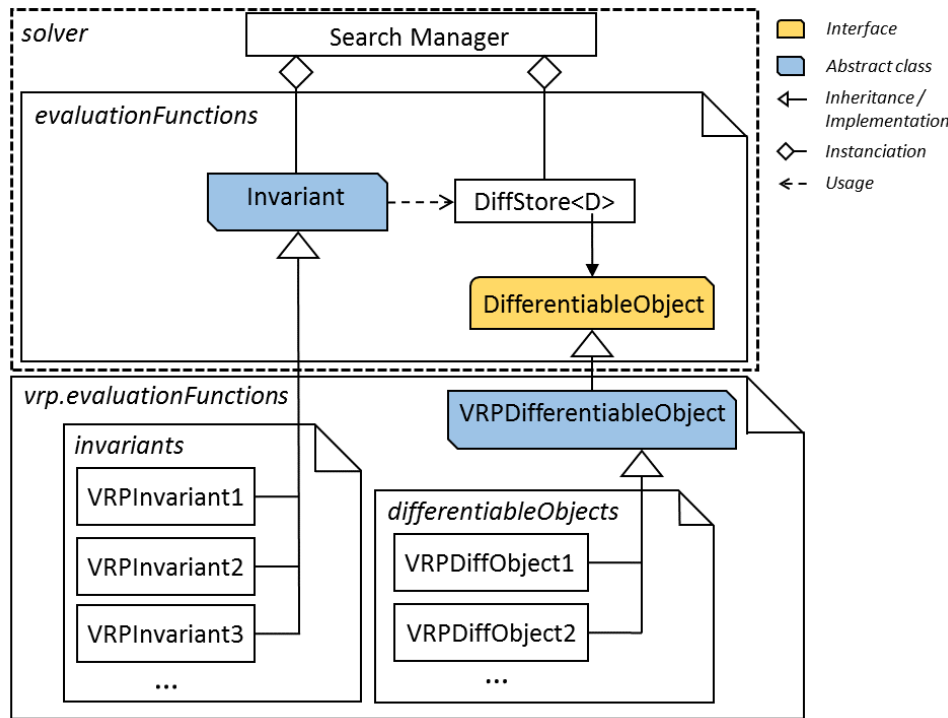 solver
Search Manager
Interface
Abstract class
Inheritance /
Implementation
Instanciation
Usage
evaluationFunctions
Invariant
DiffStore<D>
DifferentiableObject
vrp.evaluationFunctions
VRPDifferentiableObject
invariants
VRPInvariant1
VRPInvariant2
VRPInvariant3
...
differentiableObjects
VRPDiffObject1
VRPDiffObject2
...